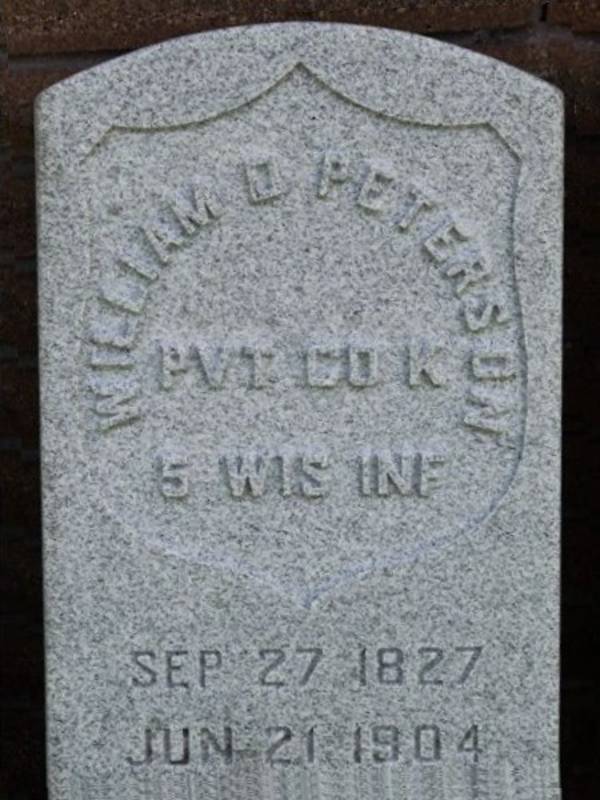 WILLIAM D PETERSON
PVT CO K
5 WIS INF
SEP 27 1827
JUN 21 1904